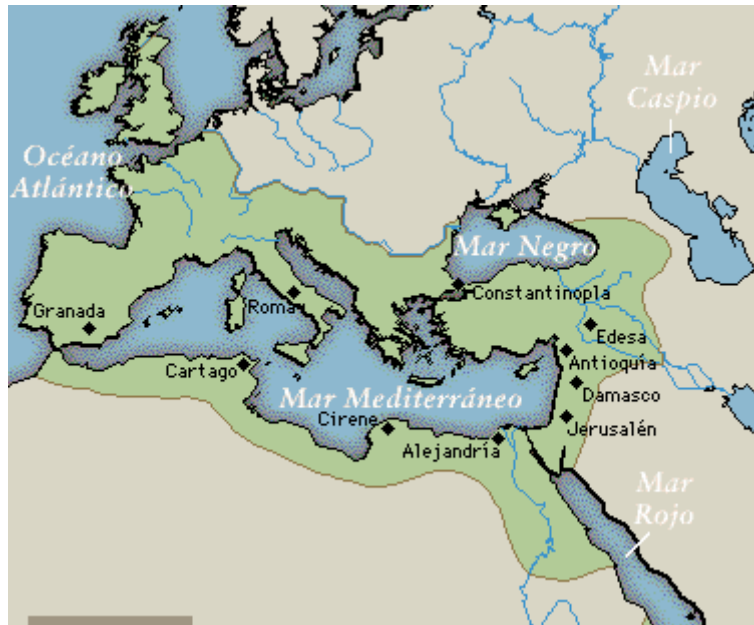 Mar
Caspio
Océano
Atlántico
Mar Negro
Constantinopla
Granada
Roma
Edesa
Antioquía
Cartago
Damasco
Mar Mediterráneo
Cirene
Jerusalén
Alejandría
Mar
Rojo